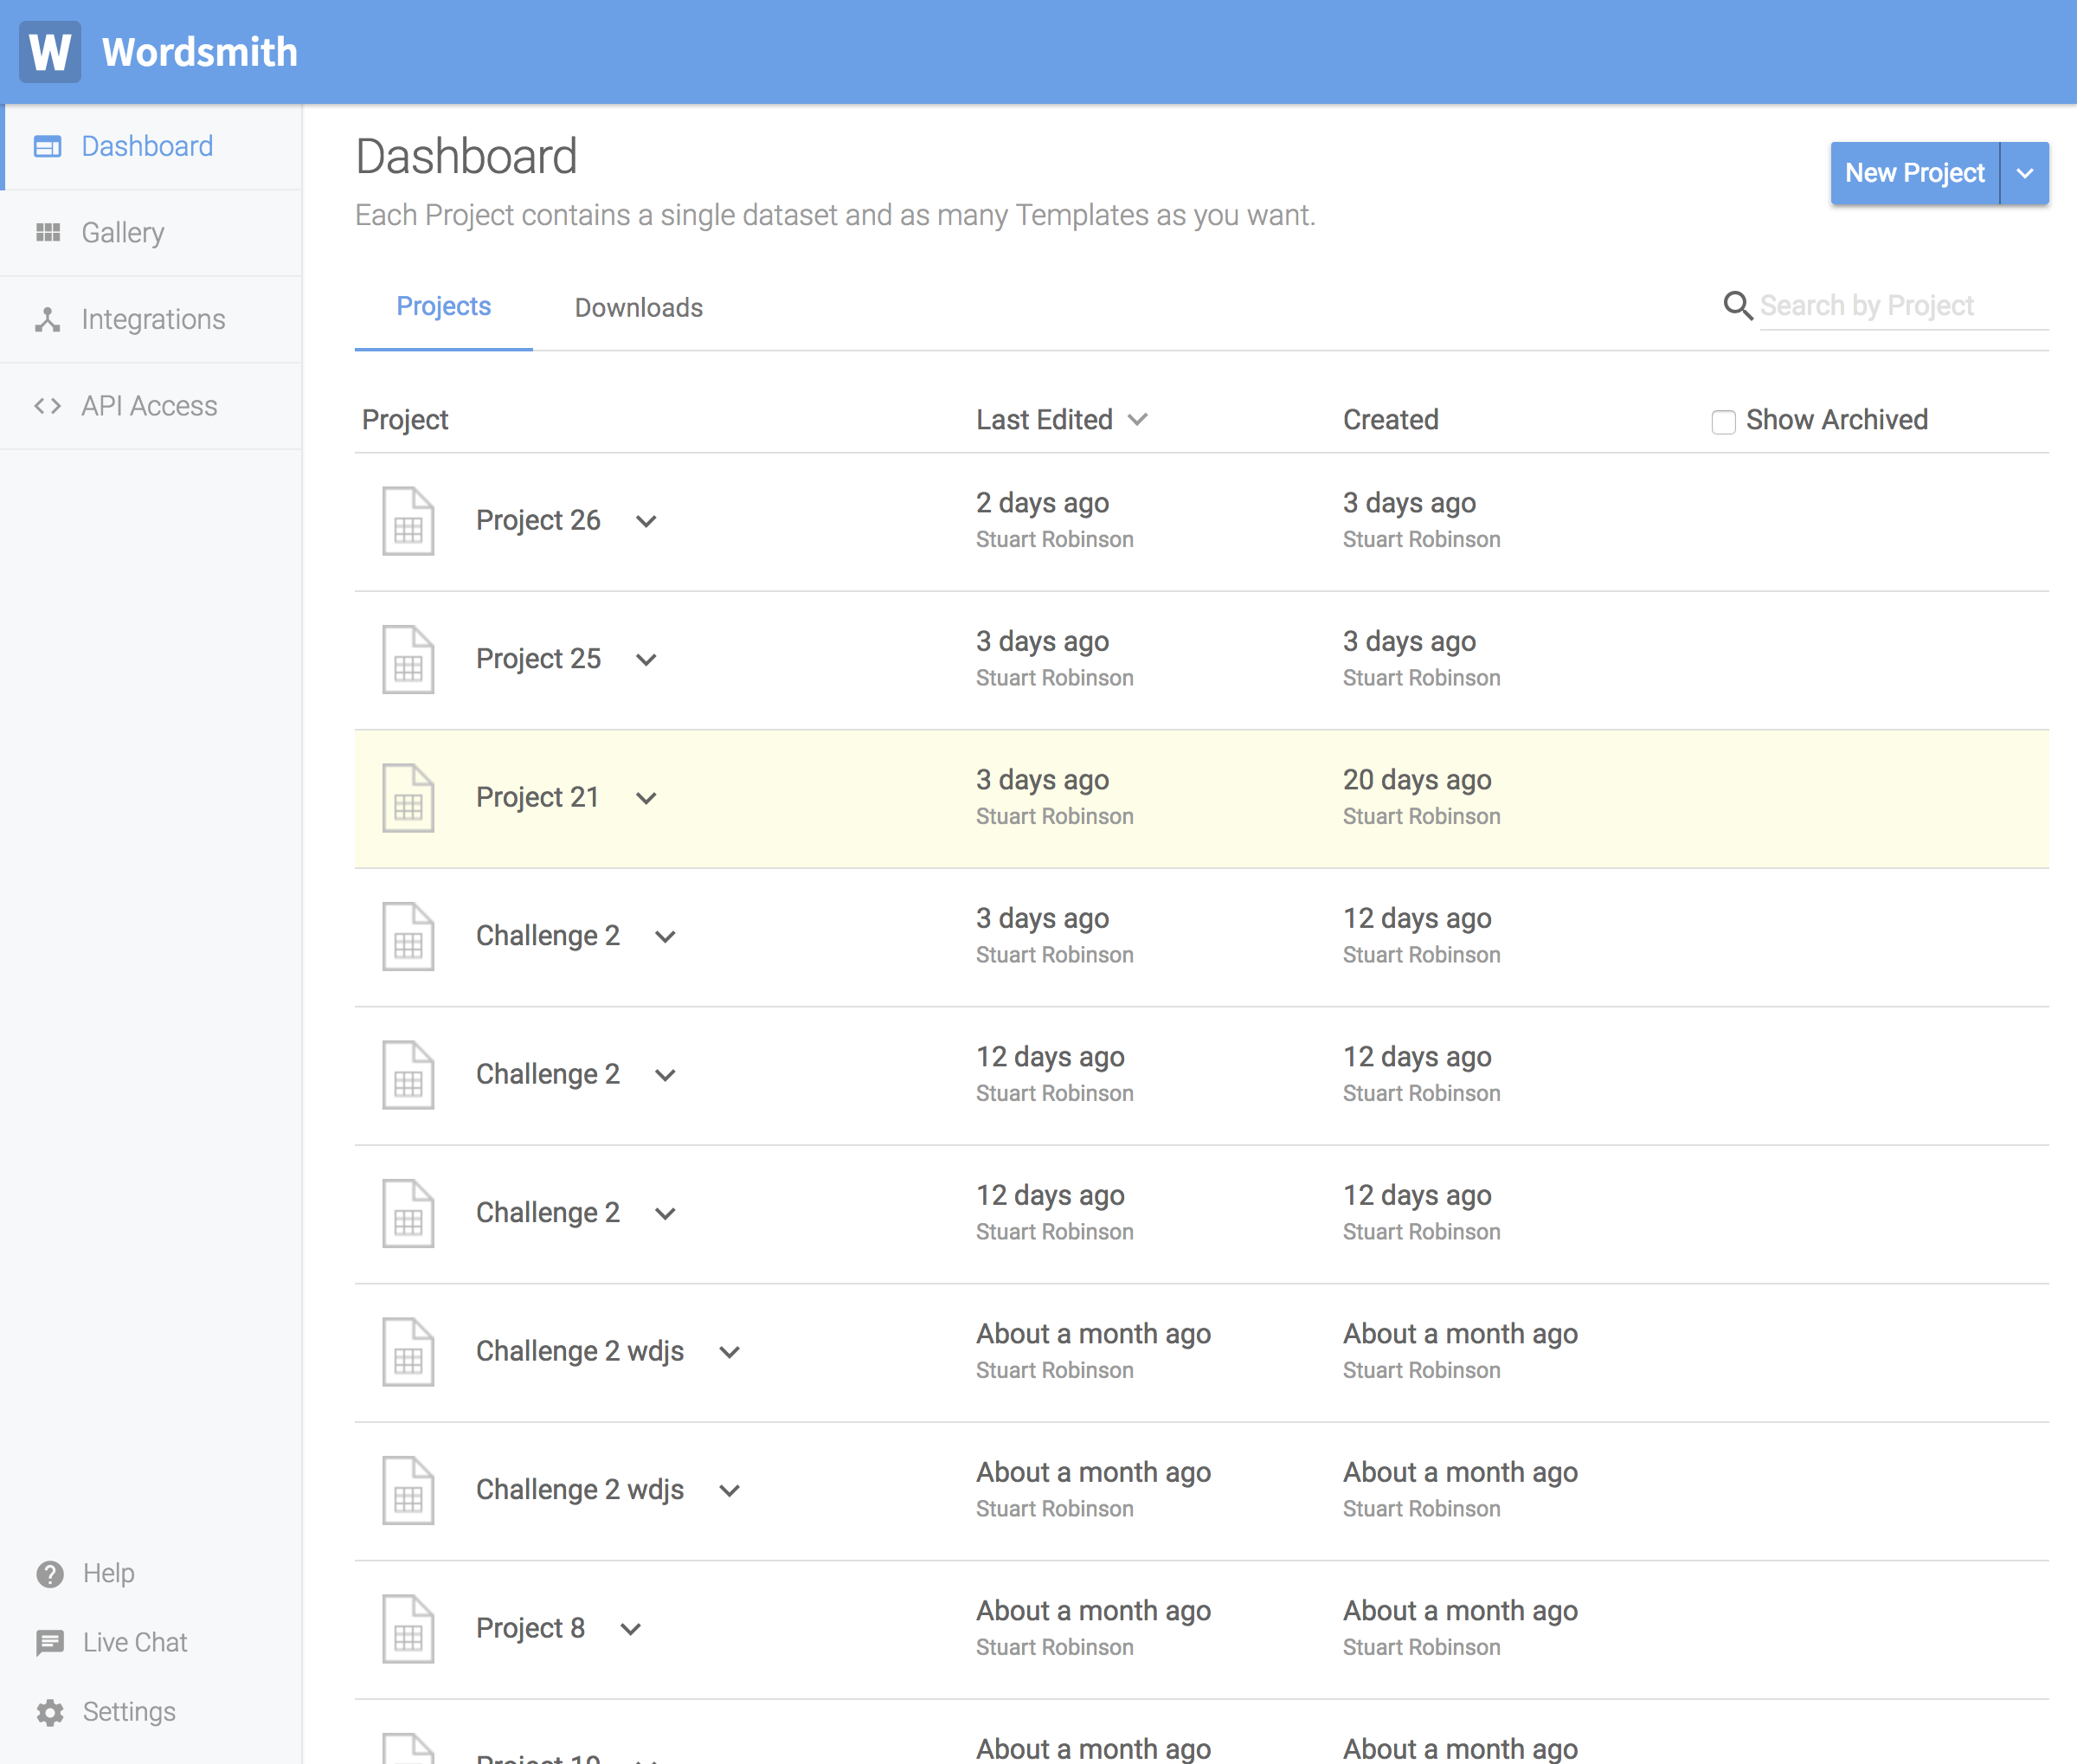 W Wordsmith
Dashboard
Gallery
Integrations
API Access
Help
Live Chat
Settings
Dashboard
Each Project contains a single dataset and as many Templates as you want.
New Project
Projects
Downloads
Search by Project
Project
Last Edited
Created
Show Archived
Project 26
2 days ago
Stuart Robinson
3 days ago
Stuart Robinson
Project 25
3 days ago
Stuart Robinson
3 days ago
Stuart Robinson
Project 21
3 days ago
Stuart Robinson
20 days ago
Stuart Robinson
Challenge 2
3 days ago
Stuart Robinson
12 days ago
Stuart Robinson
Challenge 2
12 days ago
Stuart Robinson
12 days ago
Stuart Robinson
Challenge 2
12 days ago
Stuart Robinson
12 days ago
Stuart Robinson
Challenge 2 wdjs
About a month ago
Stuart Robinson
About a month ago
Stuart Robinson
Challenge 2 wdjs
About a month ago
Stuart Robinson
About a month ago
Stuart Robinson
Project 8
About a month ago
Stuart Robinson
About a month ago
Stuart Robinson
Project
About a month ago
About a month ago